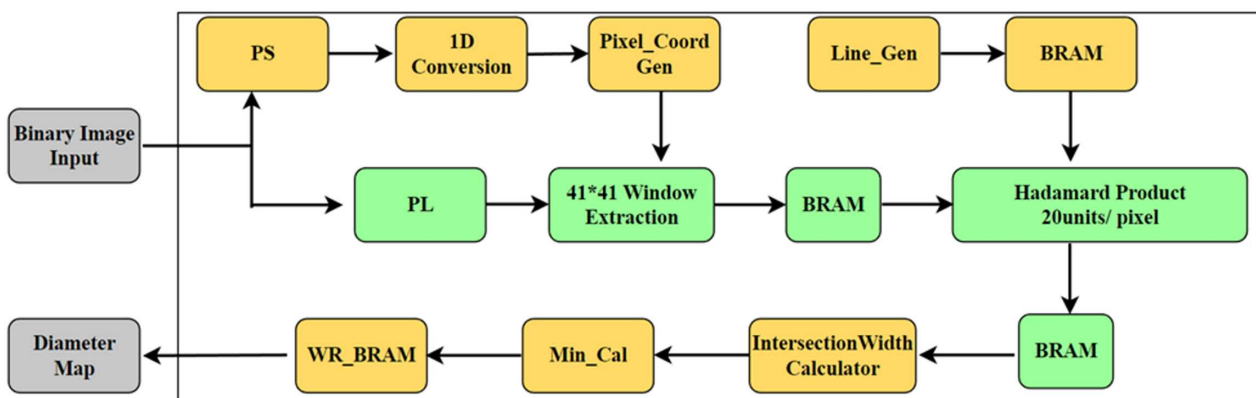 PS
1D
Conversion
Pixel_Coord
Gen
Line_Gen
BRAM
Binary Image
Input
PL
41*41 Window
Extraction
BRAM
Hadamard Product
20units/ pixel
Diameter
Map
WR_BRAM
Min_Cal
IntersectionWidth
Calculator
BRAM